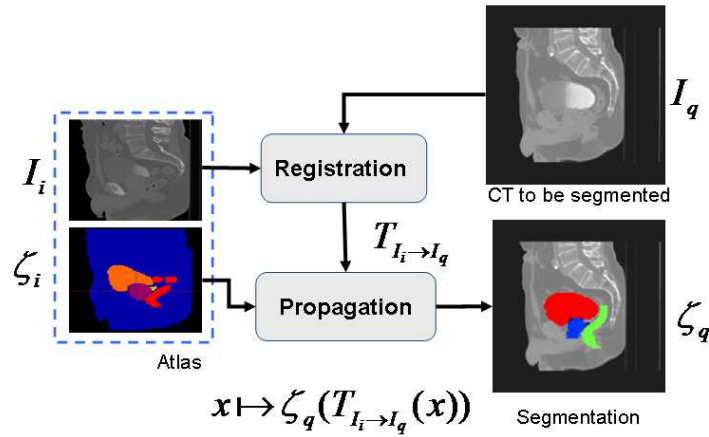 I_q
CT to be segmented
I_i
Registration
T_{I_i→I_q}
ζ_i
Propagation
ζ_q
Atlas
x ↦ ζ_q(T_{I_i→I_q}(x))
Segmentation